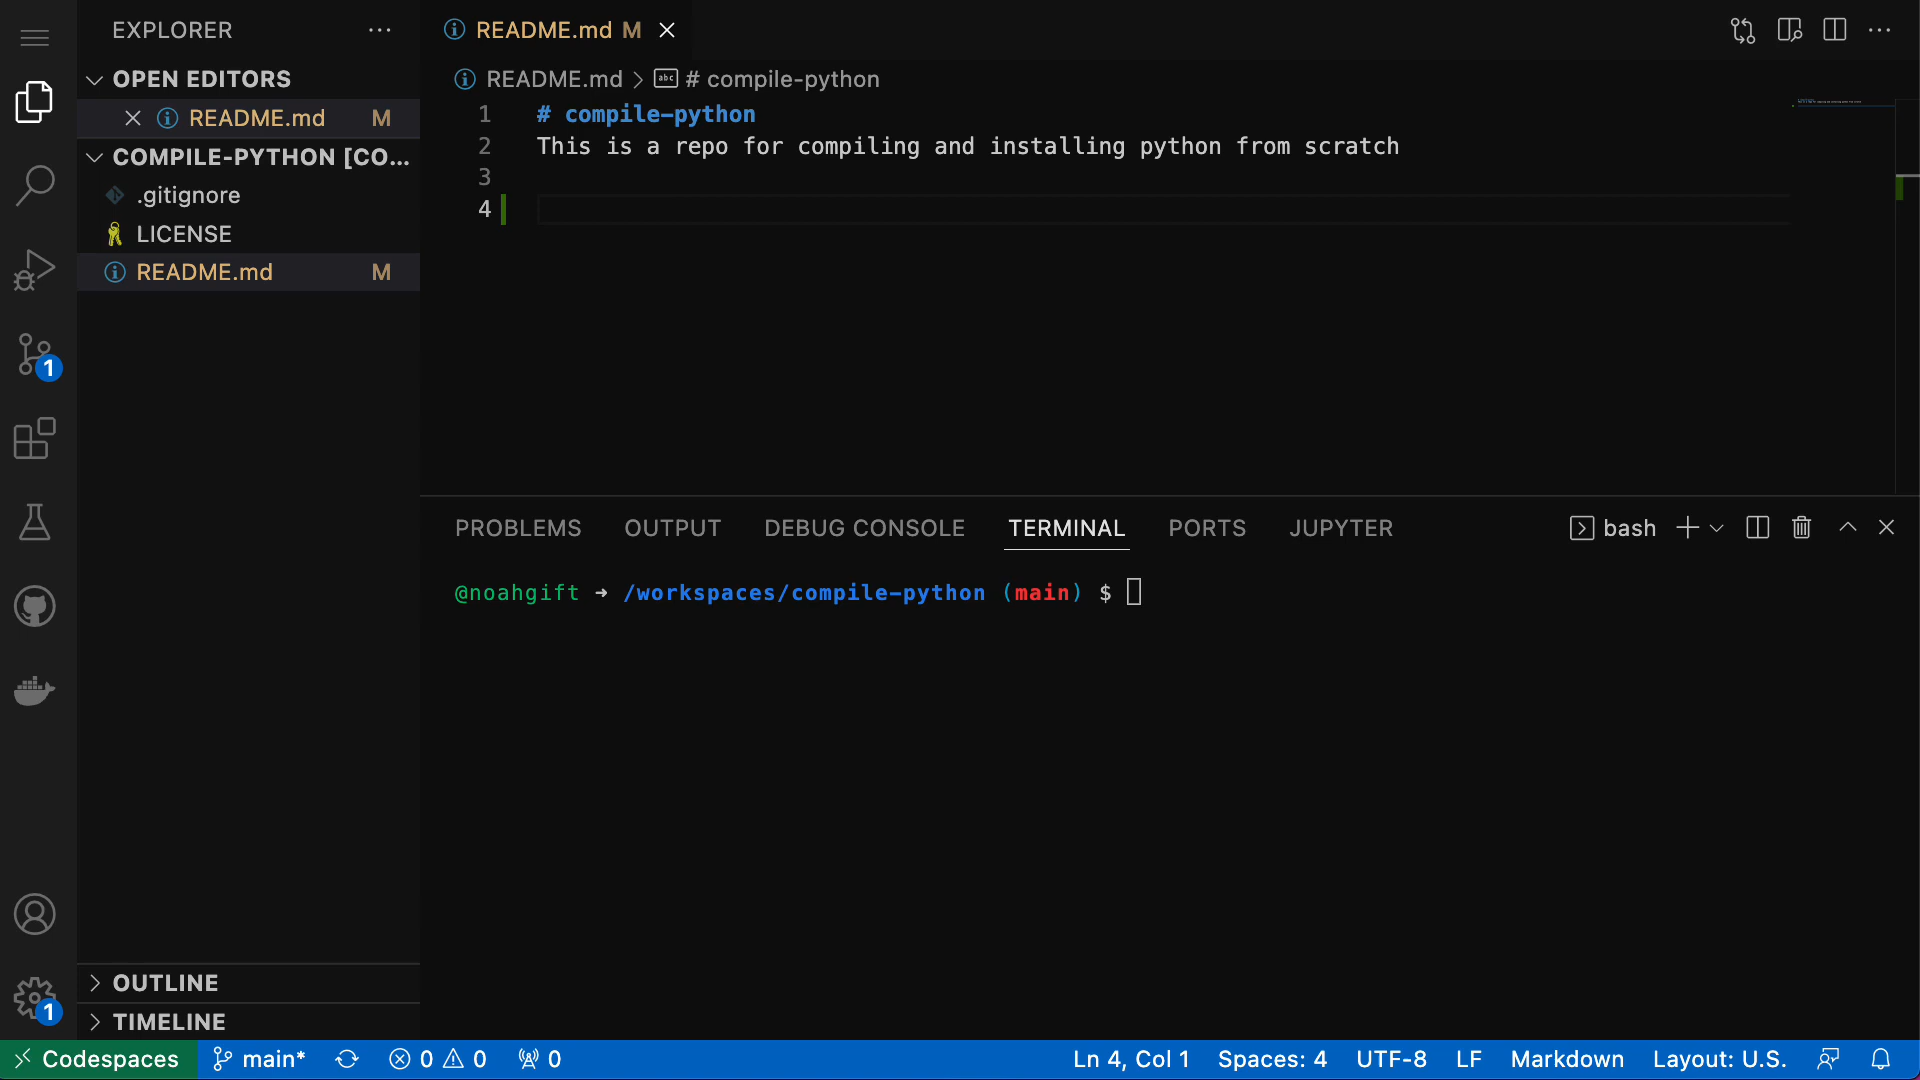 EXPLORER
OPEN EDITORS
README.md M
COMPILE-PYTHON [CO...
.gitignore
LICENSE
README.md M
1
1
OUTLINE
TIMELINE
README.md M
README.md > abc # compile-python
1 # compile-python
2 This is a repo for compiling and installing python from scratch
3
4
PROBLEMS OUTPUT DEBUG CONSOLE TERMINAL PORTS JUPYTER bash
@noahgift ➜ /workspaces/compile-python (main) $
Codespaces main* 0 0 0 Ln 4, Col 1 Spaces: 4 UTF-8 LF Markdown Layout: U.S.